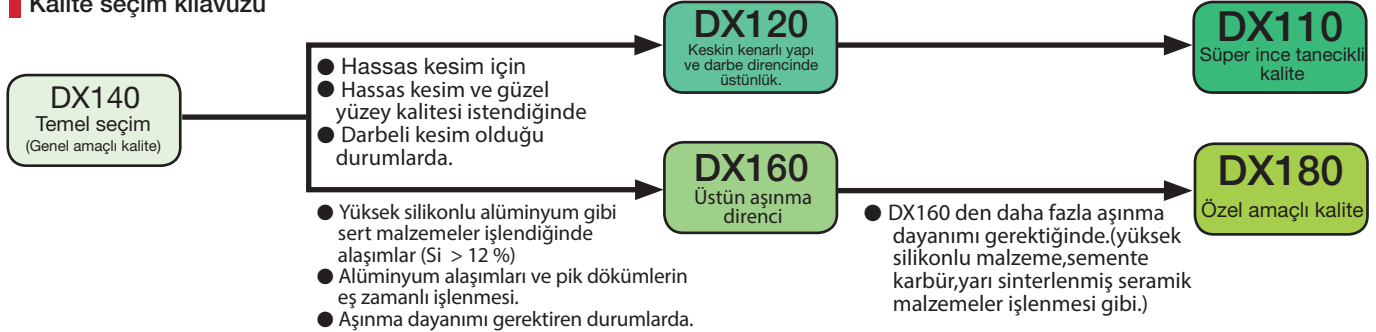 Kalite seçim kılavuzu
DX140
Temel seçim
(Genel amaçlı kalite)
● Hassas kesim için
● Hassas kesim ve güzel
yüzey kalitesi istendiğinde
● Darbeli kesim olduğu
durumlarda.
DX120
Keskin kenarlı yapı
ve darbe direncinde
üstünlük.
DX110
Süper ince tanecikli
kalite
● Yüksek silikonlu alüminyum gibi
sert malzemeler işlendiğinde
alaşımlar (Si > 12 %)
● Alüminyum alaşımları ve pik dökümlerin
eş zamanlı işlenmesi.
● Aşınma dayanımı gerektiren durumlarda.
DX160
Üstün aşınma
direnci
● DX160 den daha fazla aşınma
dayanımı gerektiğinde.(yüksek
silikonlu malzeme,semente
karbür,yarı sinterlenmiş seramik
malzemeler işlenmesi gibi.)
DX180
Özel amaçlı kalite